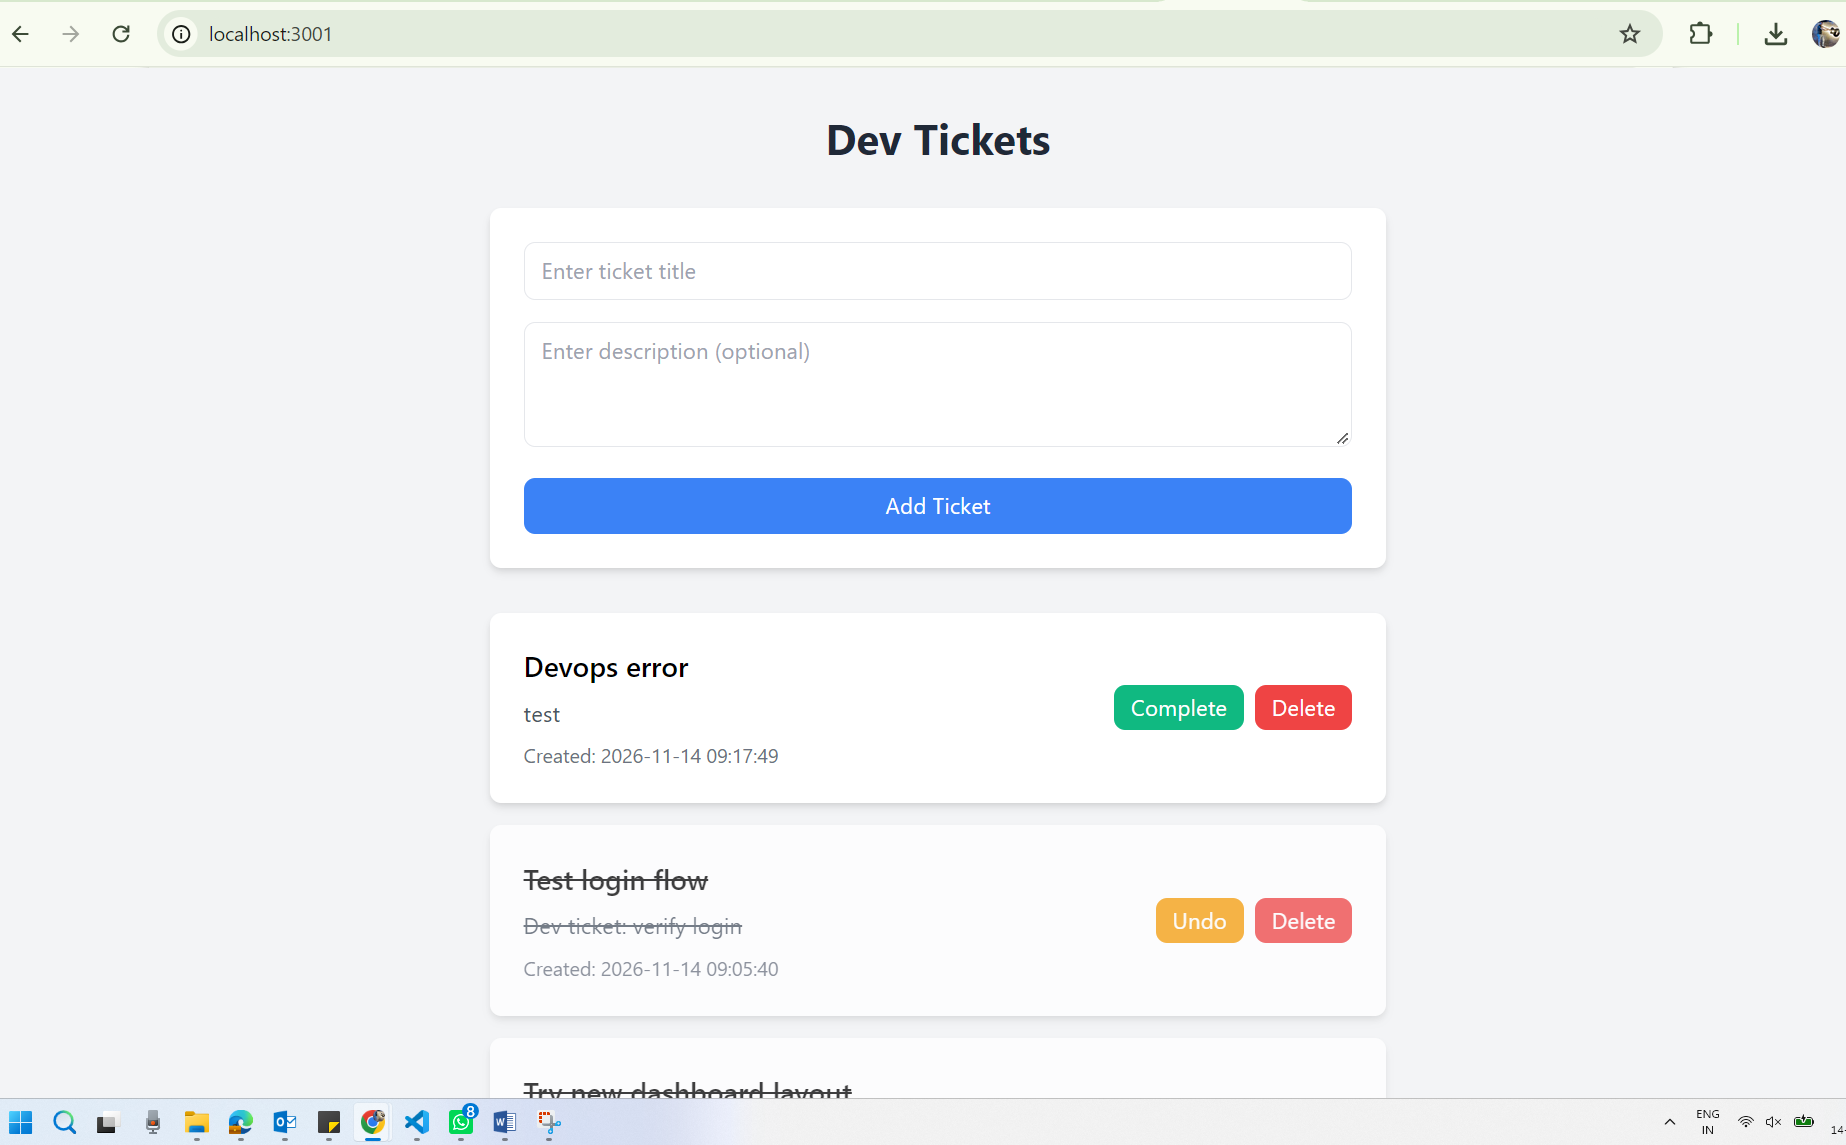 localhost:3001
Dev Tickets
Enter ticket title
Enter description (optional)
Add Ticket
Devops error
test
Created: 2026-11-14 09:17:49
Complete
Delete
Test login flow
Dev ticket: verify login
Created: 2026-11-14 09:05:40
Undo
Delete
Try new dashboard layout
8
ENG
IN